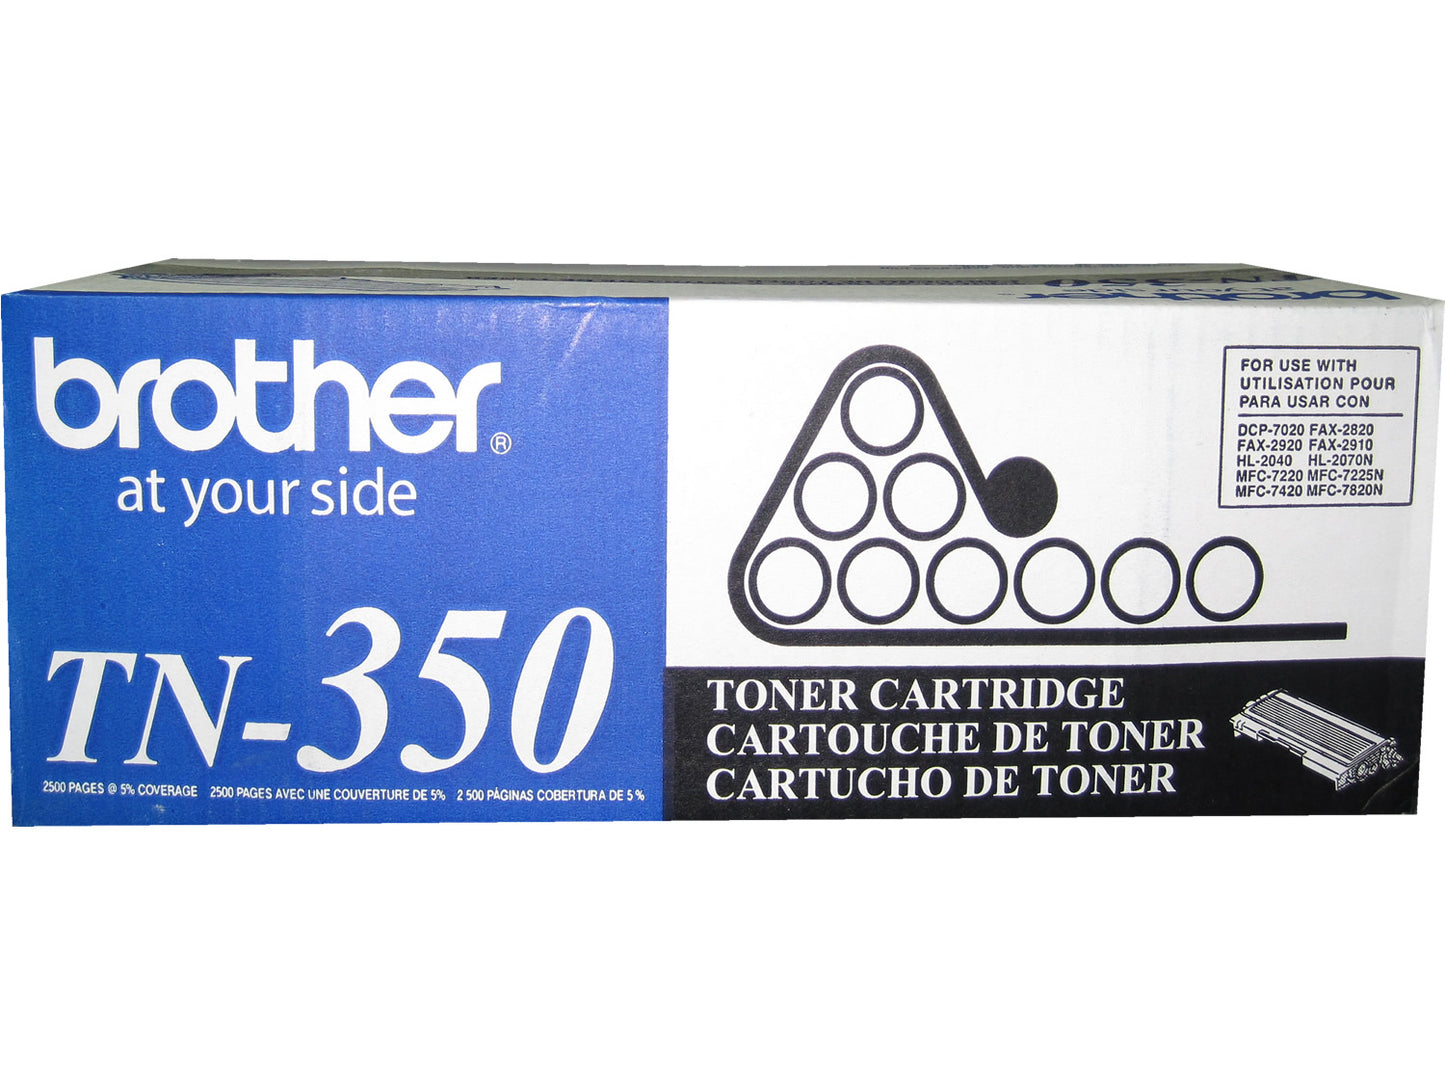 brother®
at your side
TN-350
2500 PAGES @ 5% COVERAGE 2500 PAGES AVEC UNE COUVERTURE DE 5% 2 500 PÁGINAS COBERTURA DE 5 %
FOR USE WITH
UTILISATION POUR
PARA USAR CON
DCP-7020 FAX-2820
FAX-2920 FAX-2910
HL-2040 HL-2070N
MFC-7220 MFC-7225N
MFC-7420 MFC-7820N
TONER CARTRIDGE
CARTOUCHE DE TONER
CARTUCHO DE TONER
brother
TN-350